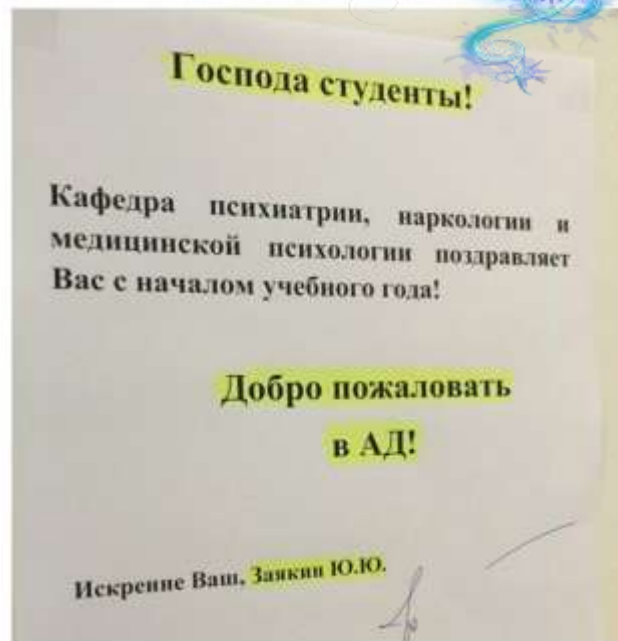 Господа студенты!
Кафедра психиатрии, наркологии и
медицинской психологии поздравляет
Вас с началом учебного года!
Добро пожаловать
в АД!
Искренне Ваш, Заякин Ю.Ю.